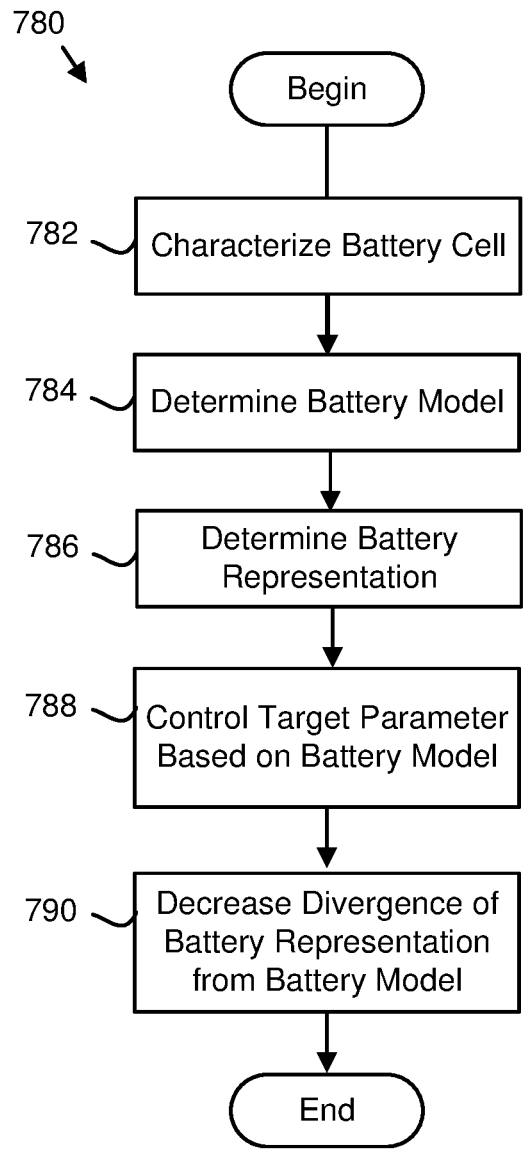 780
Begin
782
Characterize Battery Cell
784
Determine Battery Model
786
Determine Battery
Representation
788
Control Target Parameter
Based on Battery Model
790
Decrease Divergence of
Battery Representation
from Battery Model
End